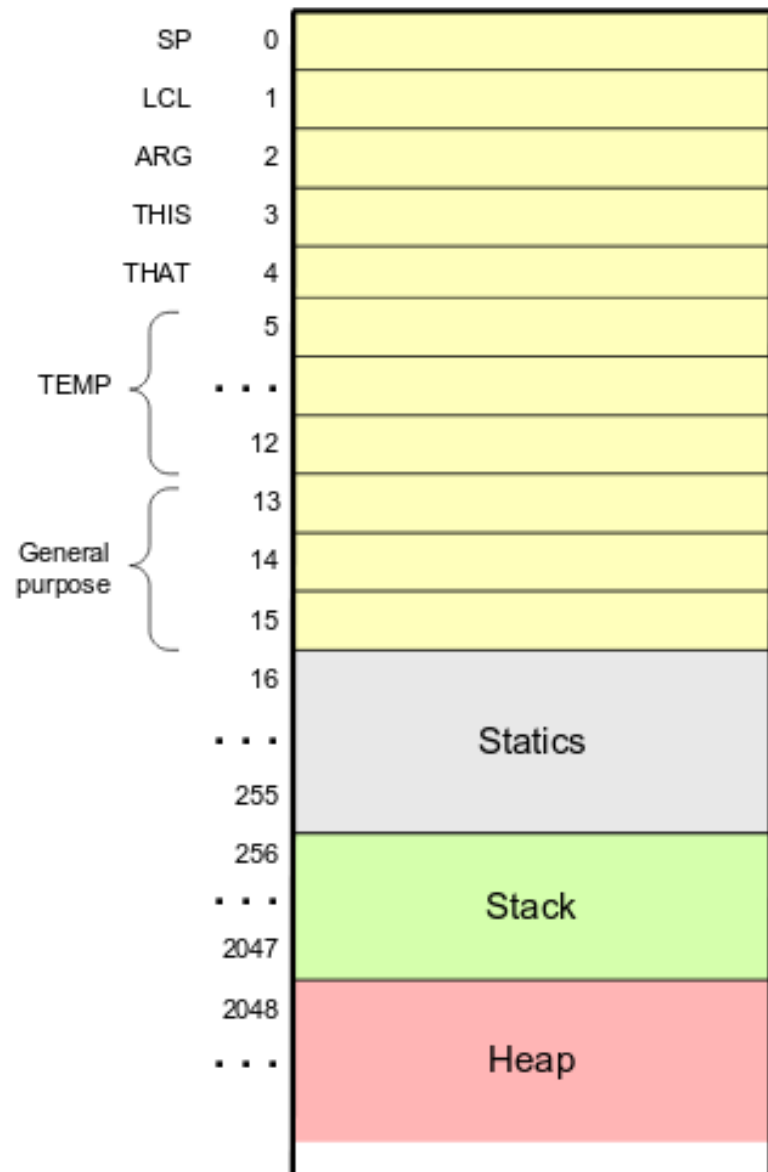 SP 0
LCL 1
ARG 2
THIS 3
THAT 4
5
TEMP ...
12
13
General
purpose
14
15
16
... Statics
255
256
... Stack
2047
2048
... Heap